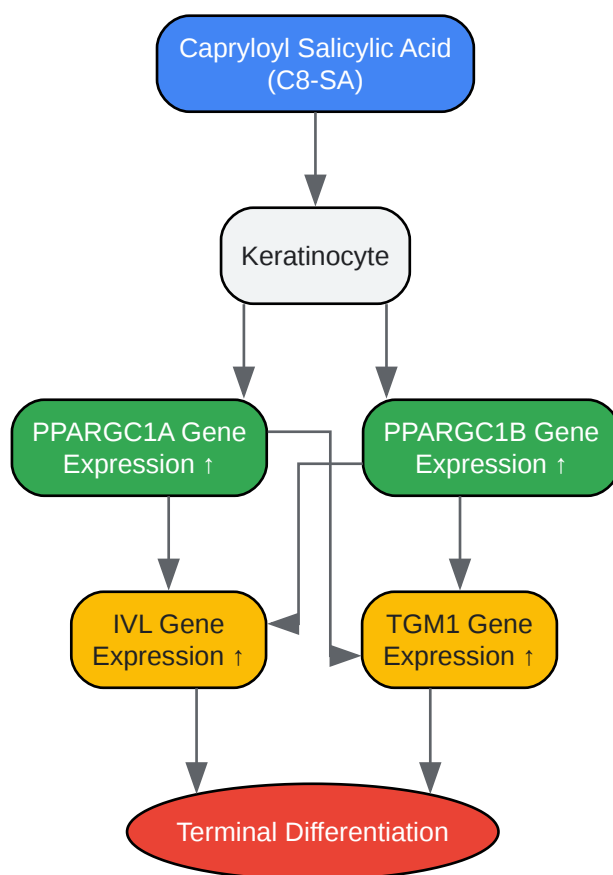 Capryloyl Salicylic Acid
(C8-SA)
Keratinocyte
PPARGC1A Gene
Expression ↑
PPARGC1B Gene
Expression ↑
IVL Gene
Expression ↑
TGM1 Gene
Expression ↑
Terminal Differentiation